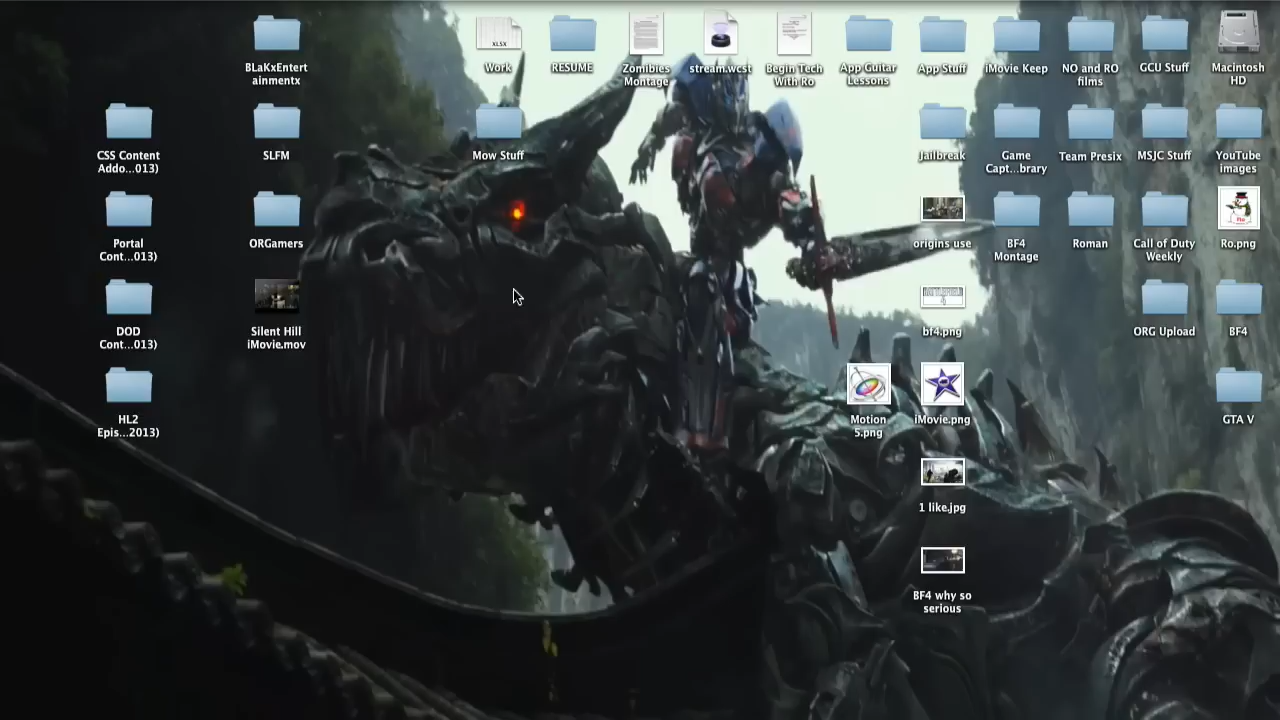 BLaKxEntert
ainmentx
XLSX
Work
RESUME
Zomibies
Montage
stream.wcst
Begin Tech
With Ro
App Guitar
Lessons
App Stuff
iMovie Keep
NO and RO
films
GCU Stuff
Macintosh
HD
CSS Content
Addo...013)
SLFM
Mow Stuff
Jailbreak
Game
Capt...brary
Team Presix
MSJC Stuff
YouTube
images
Portal
Cont...013)
ORGamers
origins use
BF4
Montage
Roman
Call of Duty
Weekly
Ro.png
DOD
Cont...013)
Silent Hill
iMovie.mov
bf4.png
ORG Upload
BF4
HL2
Epis...2013)
Motion
5.png
iMovie.png
GTA V
1 like.jpg
BF4 why so
serious